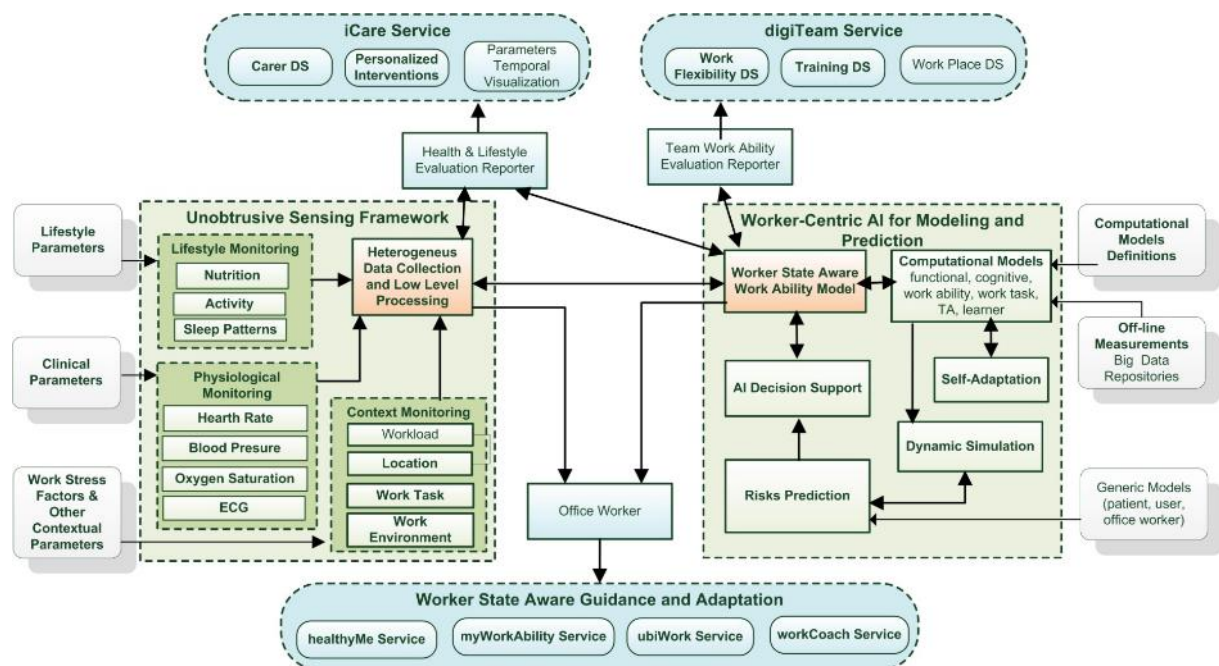 iCare Service
Carer DS
Personalized
Interventions
Parameters
Temporal
Visualization
digiTeam Service
Work
Flexibility DS
Training DS
Work Place DS
Health & Lifestyle
Evaluation Reporter
Team Work Ability
Evaluation Reporter
Lifestyle
Parameters
Clinical
Parameters
Work Stress
Factors &
Other
Contextual
Parameters
Unobtrusive Sensing Framework
Lifestyle Monitoring
Nutrition
Activity
Sleep Patterns
Heterogeneus
Data Collection
and Low Level
Processing
Physiological
Monitoring
Hearth Rate
Blood Presure
Oxygen Saturation
ECG
Context Monitoring
Workload
Location
Work Task
Work
Environment
Office Worker
Worker-Centric AI for Modeling and
Prediction
Worker State Aware
Work Ability Model
Computational Models
functional, cognitive,
work ability, work task,
TA, learner
AI Decision Support
Self-Adaptation
Dynamic Simulation
Risks Prediction
Computational
Models
Definitions
Off-line
Measurements
Big Data
Repositories
Generic Models
(patient, user,
office worker)
Worker State Aware Guidance and Adaptation
healthyMe Service
myWorkAbility Service
ubiWork Service
workCoach Service